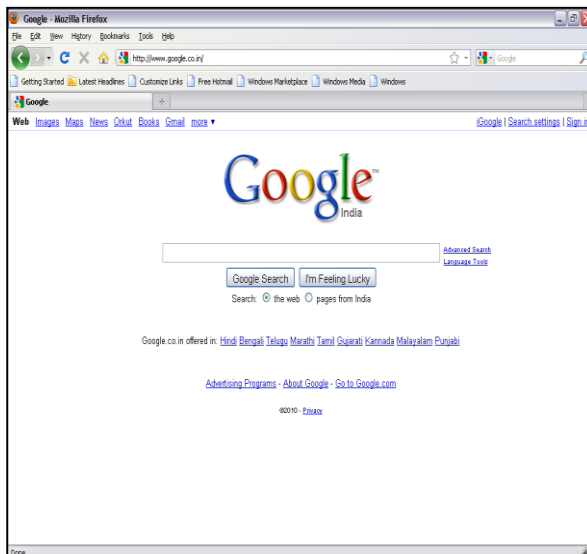 Google - Mozilla Firefox
File Edit View History Bookmarks Tools Help
http://www.google.co.in/ Google
Getting Started Latest Headlines Customize Links Free Hotmail Windows Marketplace Windows Media Windows
Google
Web Images Maps News Orkut Books Gmail more ▼ iGoogle | Search settings | Sign in
Google™
India
Advanced Search
Language Tools
Google Search I'm Feeling Lucky
Search: the web pages from India
Google.co.in offered in: Hindi Bengali Telugu Marathi Tamil Gujarati Kannada Malayalam Punjabi
Advertising Programs - About Google - Go to Google.com
©2010 - Privacy
Done